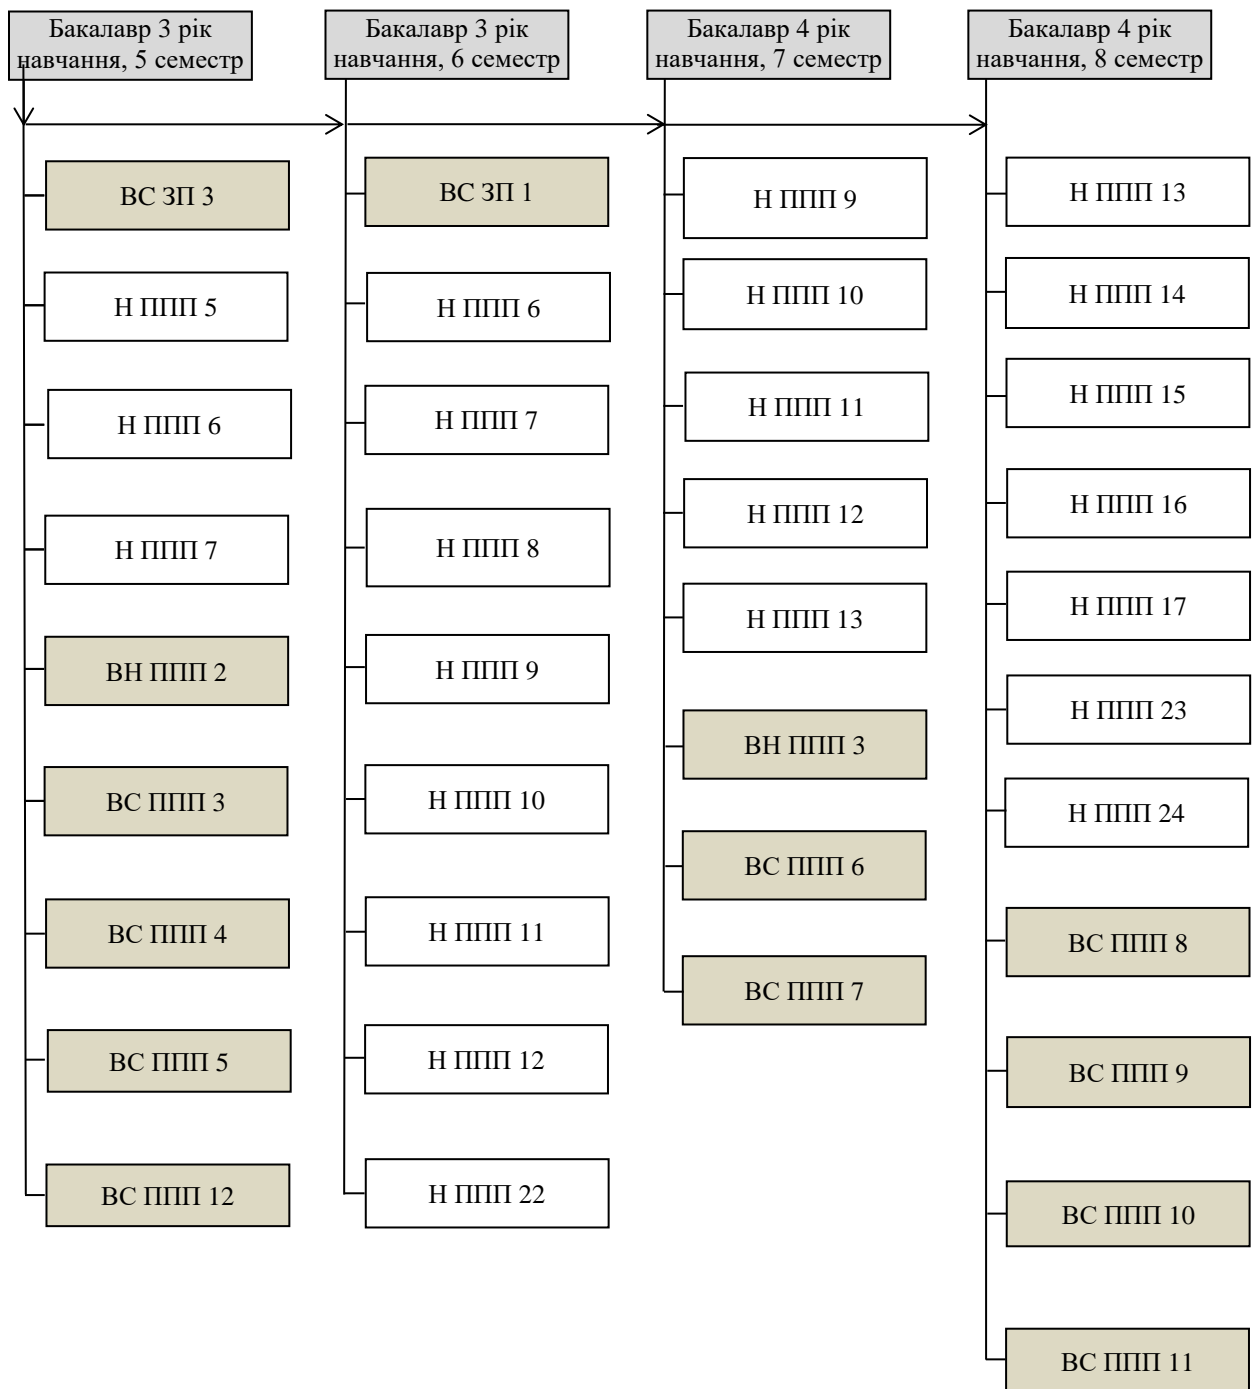 Бакалавр 3 рік
навчання, 5 семестр
ВС ЗП 3
Н ППП 5
Н ППП 6
Н ППП 7
ВН ППП 2
ВС ППП 3
ВС ППП 4
ВС ППП 5
ВС ППП 12
Бакалавр 3 рік
навчання, 6 семестр
ВС ЗП 1
Н ППП 6
Н ППП 7
Н ППП 8
Н ППП 9
Н ППП 10
Н ППП 11
Н ППП 12
Н ППП 22
Бакалавр 4 рік
навчання, 7 семестр
Н ППП 9
Н ППП 10
Н ППП 11
Н ППП 12
Н ППП 13
ВН ППП 3
ВС ППП 6
ВС ППП 7
Бакалавр 4 рік
навчання, 8 семестр
Н ППП 13
Н ППП 14
Н ППП 15
Н ППП 16
Н ППП 17
Н ППП 23
Н ППП 24
ВС ППП 8
ВС ППП 9
ВС ППП 10
ВС ППП 11